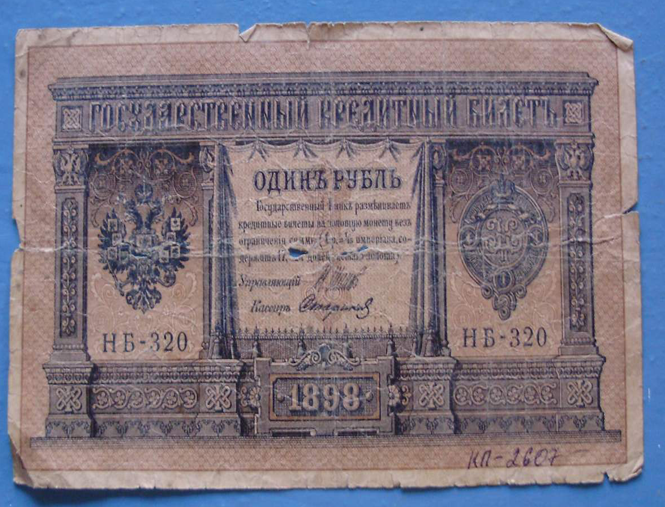 ГОСУДАРСТВЕННЫЙ КРЕДИТНЫЙ БИЛЕТЪ
ОДИНЪ РУБЛЬ
Государственный Банкъ размѣниваетъ
кредитные билеты на золотую монету безъ
ограниченія суммы
Управляющій
Кассиръ
НБ-320
НБ-320
1898
КП-2607